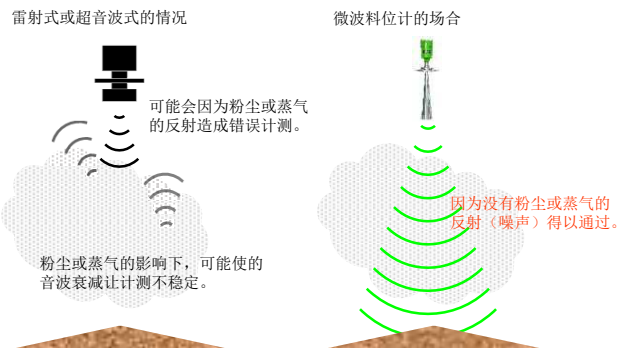 雷射式或超音波式的情况
微波料位计的场合
可能会因为粉尘或蒸气
的反射造成错误计测。
因为没有粉尘或蒸气的
反射（噪声）得以通过。
粉尘或蒸气的影响下，可能使的
音波衰减让计测不稳定。